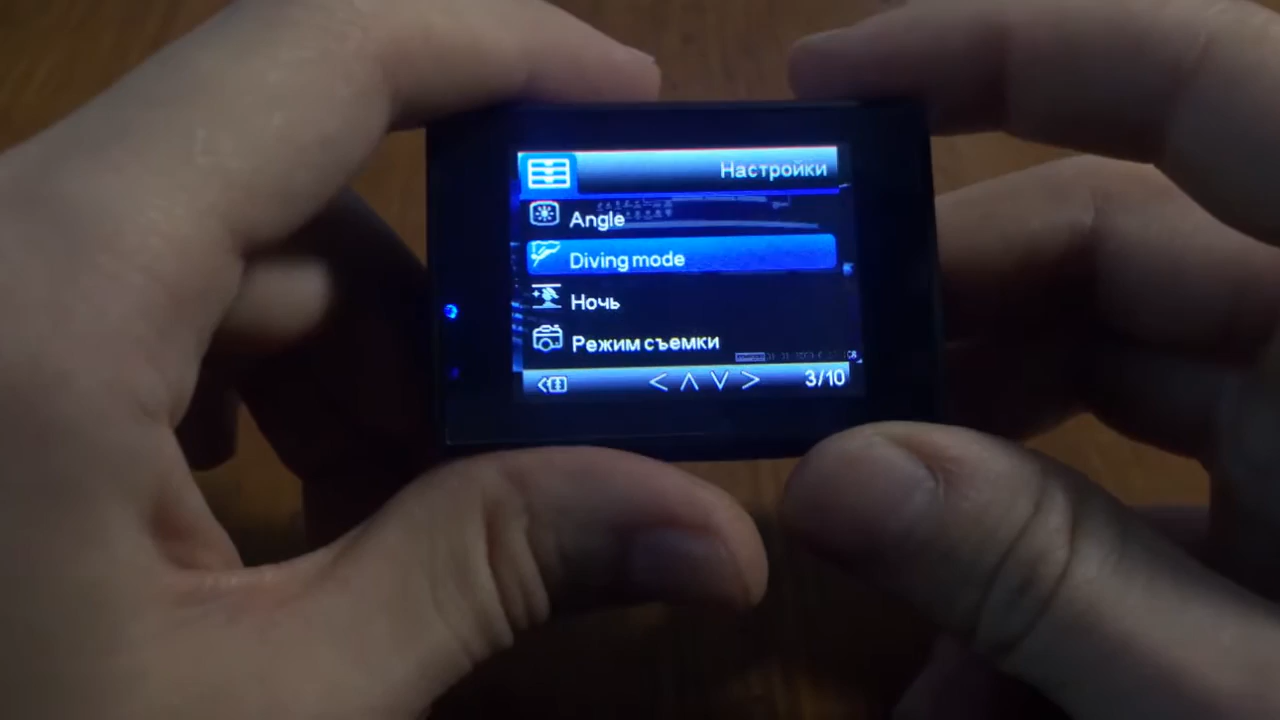 Настройки
Angle
Diving mode
Ночь
Режим съемки
3/10